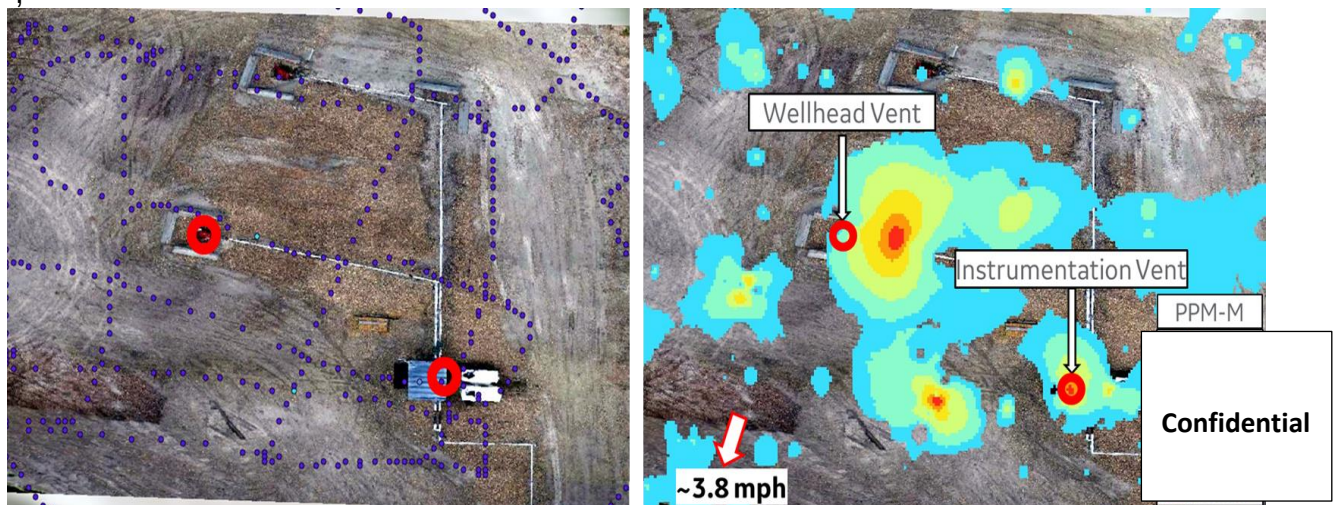 Wellhead Vent
Instrumentation Vent
PPM-M
Confidential
~3.8 mph